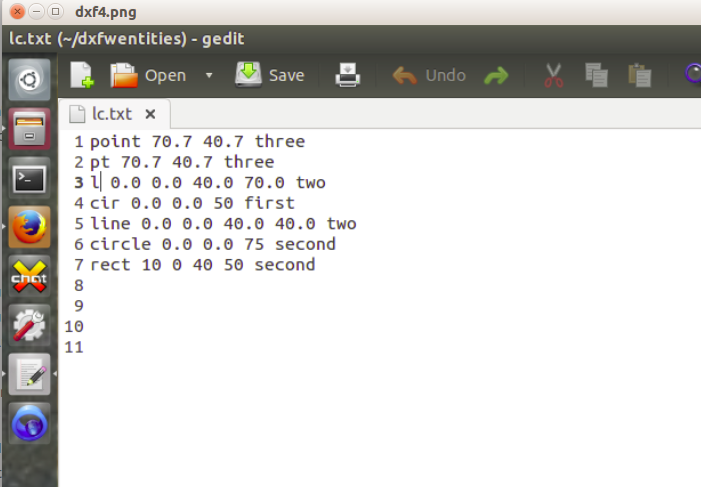 dxf4.png
lc.txt (~/dxfwentities) - gedit
Open Save Undo
lc.txt
1 point 70.7 40.7 three
2 pt 70.7 40.7 three
3 l 0.0 0.0 40.0 70.0 two
4 cir 0.0 0.0 50 first
5 line 0.0 0.0 40.0 40.0 two
6 circle 0.0 0.0 75 second
7 rect 10 0 40 50 second
8
9
10
11
>_
chat